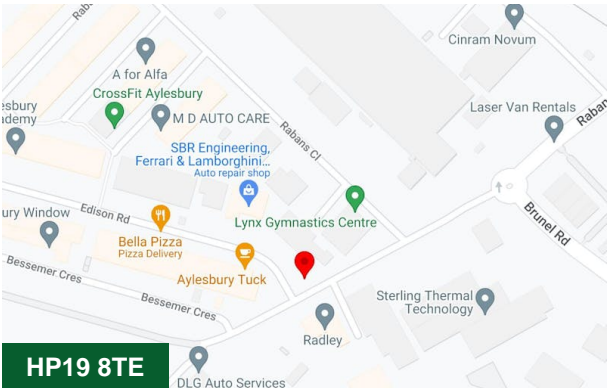 Rab
Cinram Novum
A for Alfa
CrossFit Aylesbury
esbury
ademy
M D AUTO CARE
Laser Van Rentals
Raban
Rabans Cl
SBR Engineering,
Ferrari & Lamborghini...
Auto repair shop
ury Window
Edison Rd
Lynx Gymnastics Centre
Brunel Rd
Bella Pizza
Pizza Delivery
Bessemer Cres
Aylesbury Tuck
Bessemer Cres
Sterling Thermal
Technology
Radley
HP19 8TE
DLG Auto Services